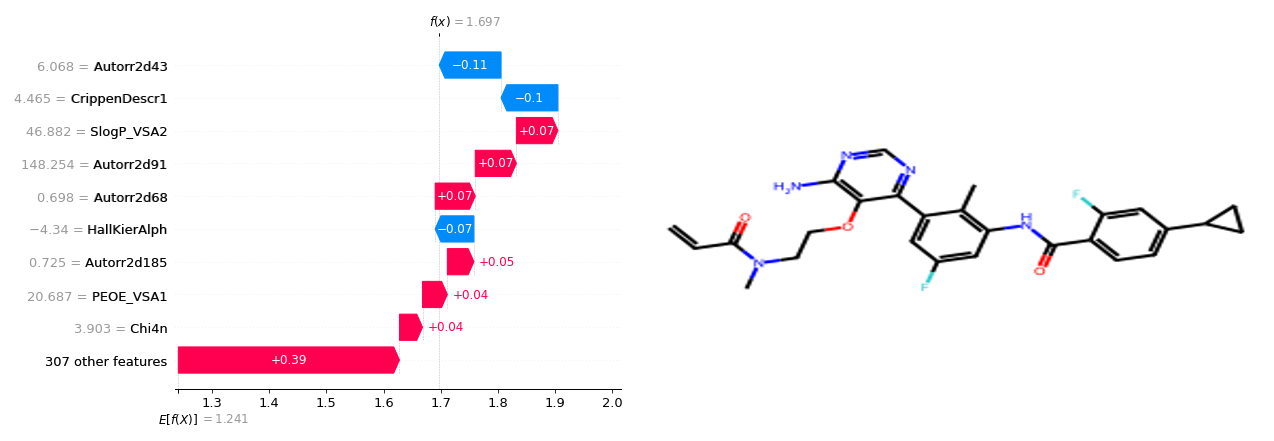 f(x) = 1.697
6.068 = Autorr2d43
−0.11
4.465 = CrippenDescr1
−0.1
46.882 = SlogP_VSA2
+0.07
148.254 = Autorr2d91
+0.07
0.698 = Autorr2d68
+0.07
−4.34 = HallKierAlph
−0.07
0.725 = Autorr2d185
+0.05
20.687 = PEOE_VSA1
+0.04
3.903 = Chi4n
+0.04
307 other features
+0.39
1.3 1.4 1.5 1.6 1.7 1.8 1.9 2.0
E[f(X)] = 1.241
N
N
H₂N
O
O
N
F
H
N
O
F